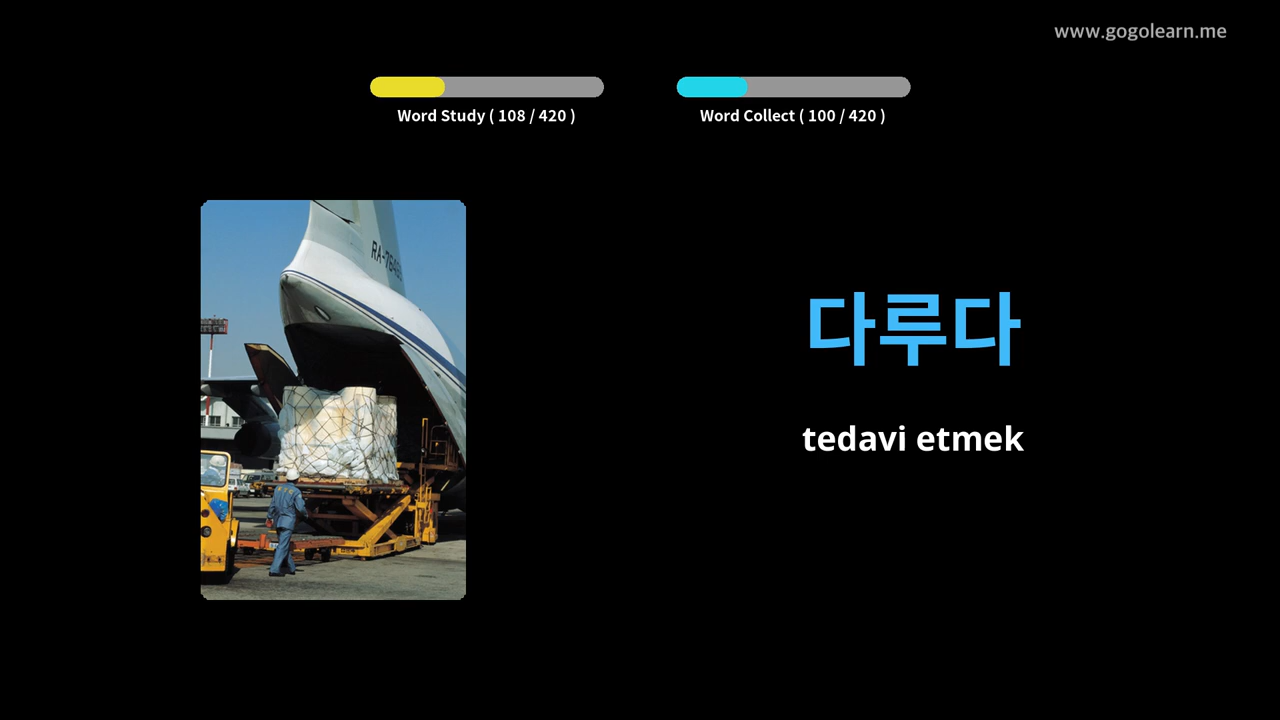 www.gogolearn.me
Word Study ( 108 / 420 )
Word Collect ( 100 / 420 )
다루다
tedavi etmek